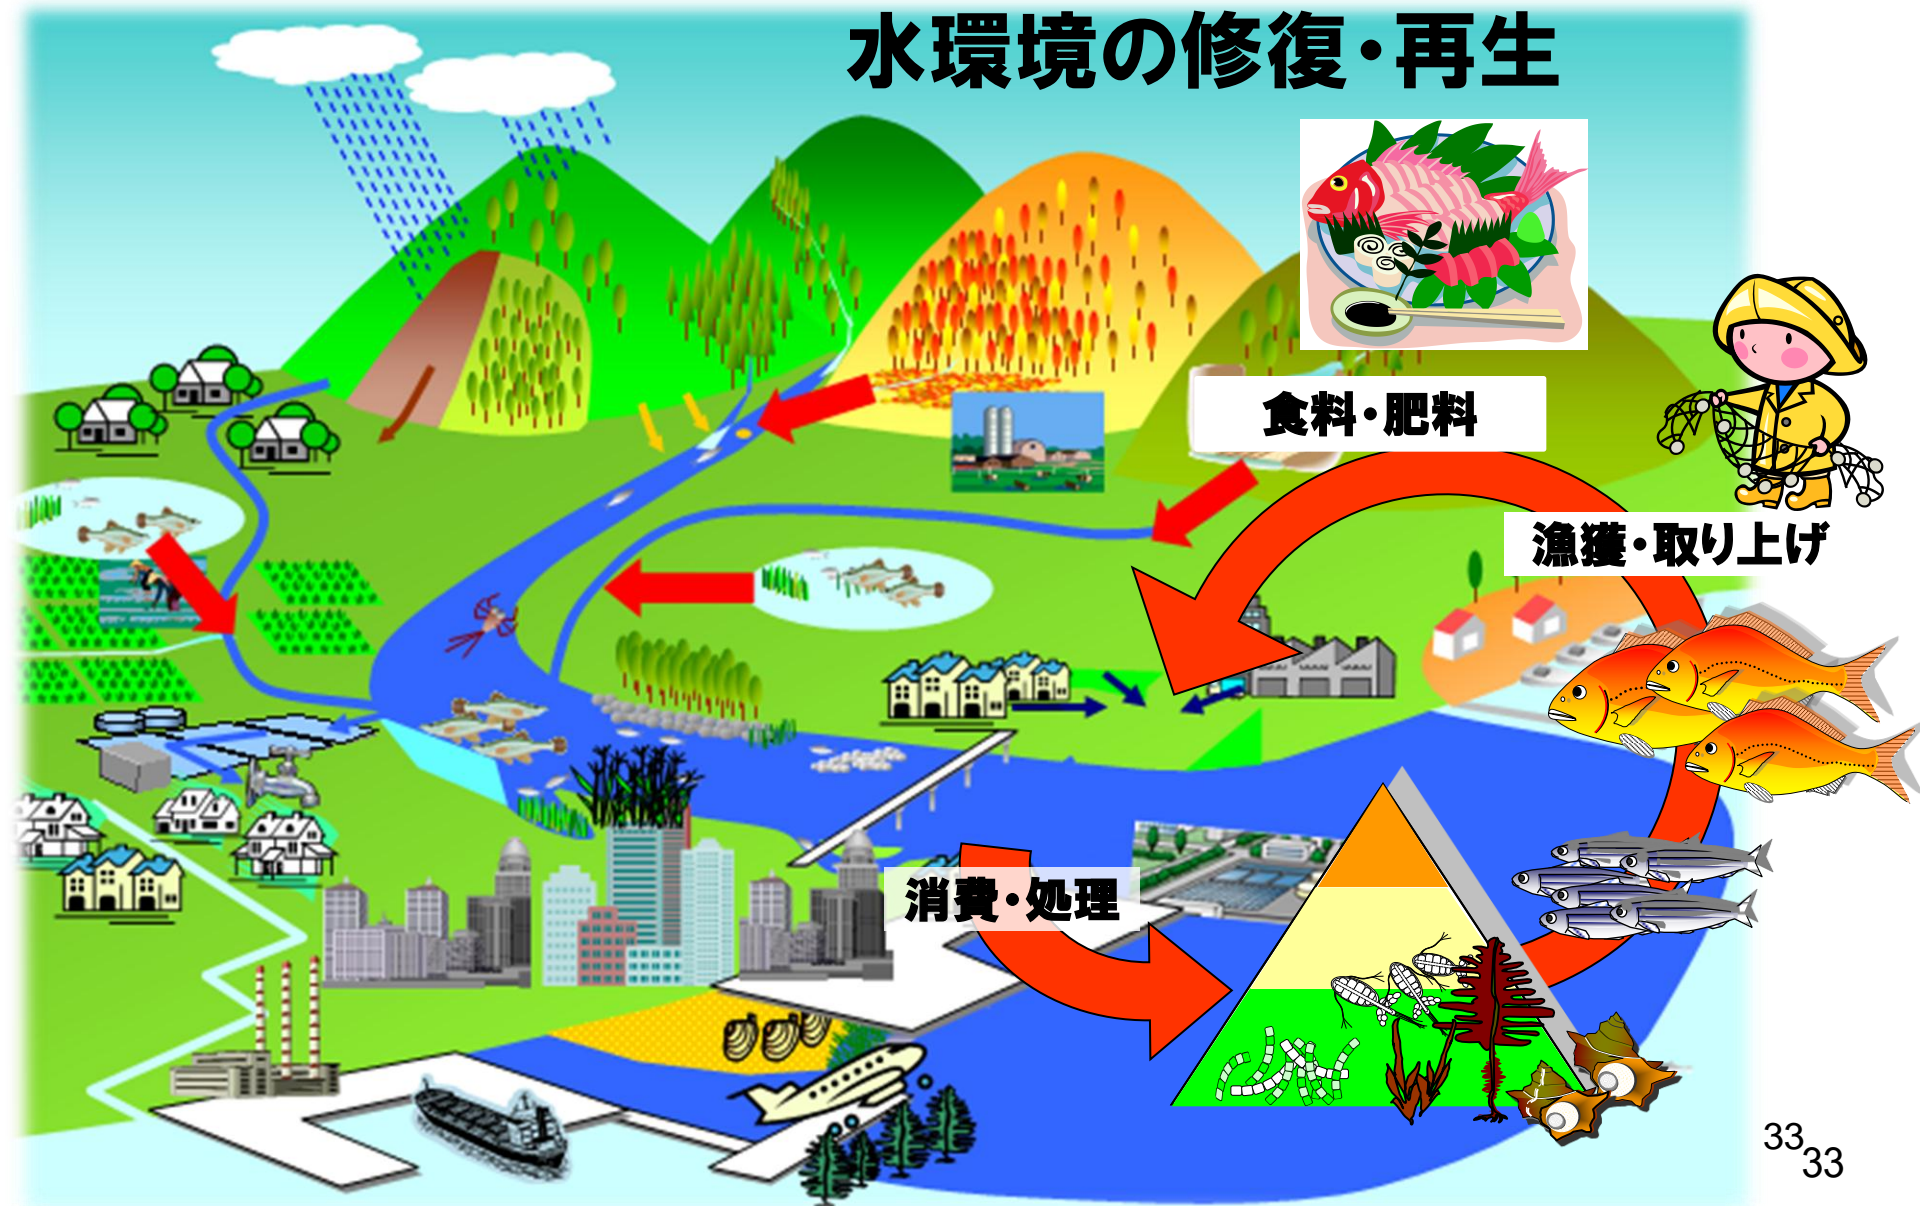 水環境の修復・再生
食料・肥料
漁獲・取り上げ
消費・処理
33
33